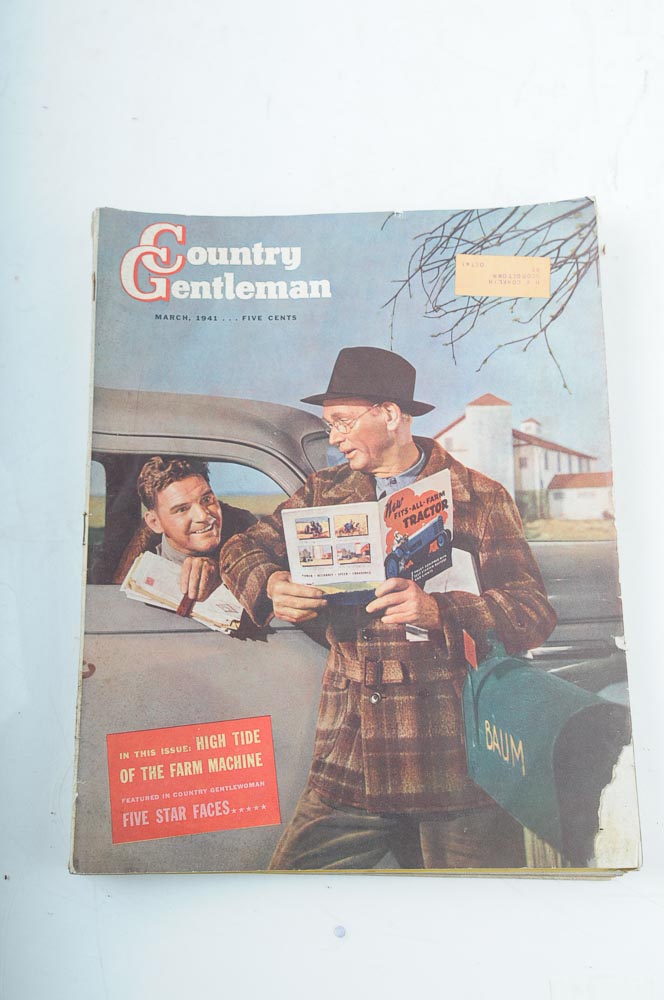 Country
Gentleman
MARCH, 1941 . . . FIVE CENTS
New
FITS-ALL-FARM
TRACTOR
BAUM
IN THIS ISSUE: HIGH TIDE
OF THE FARM MACHINE
FEATURED IN COUNTRY GENTLEWOMAN
FIVE STAR FACES★★★★★